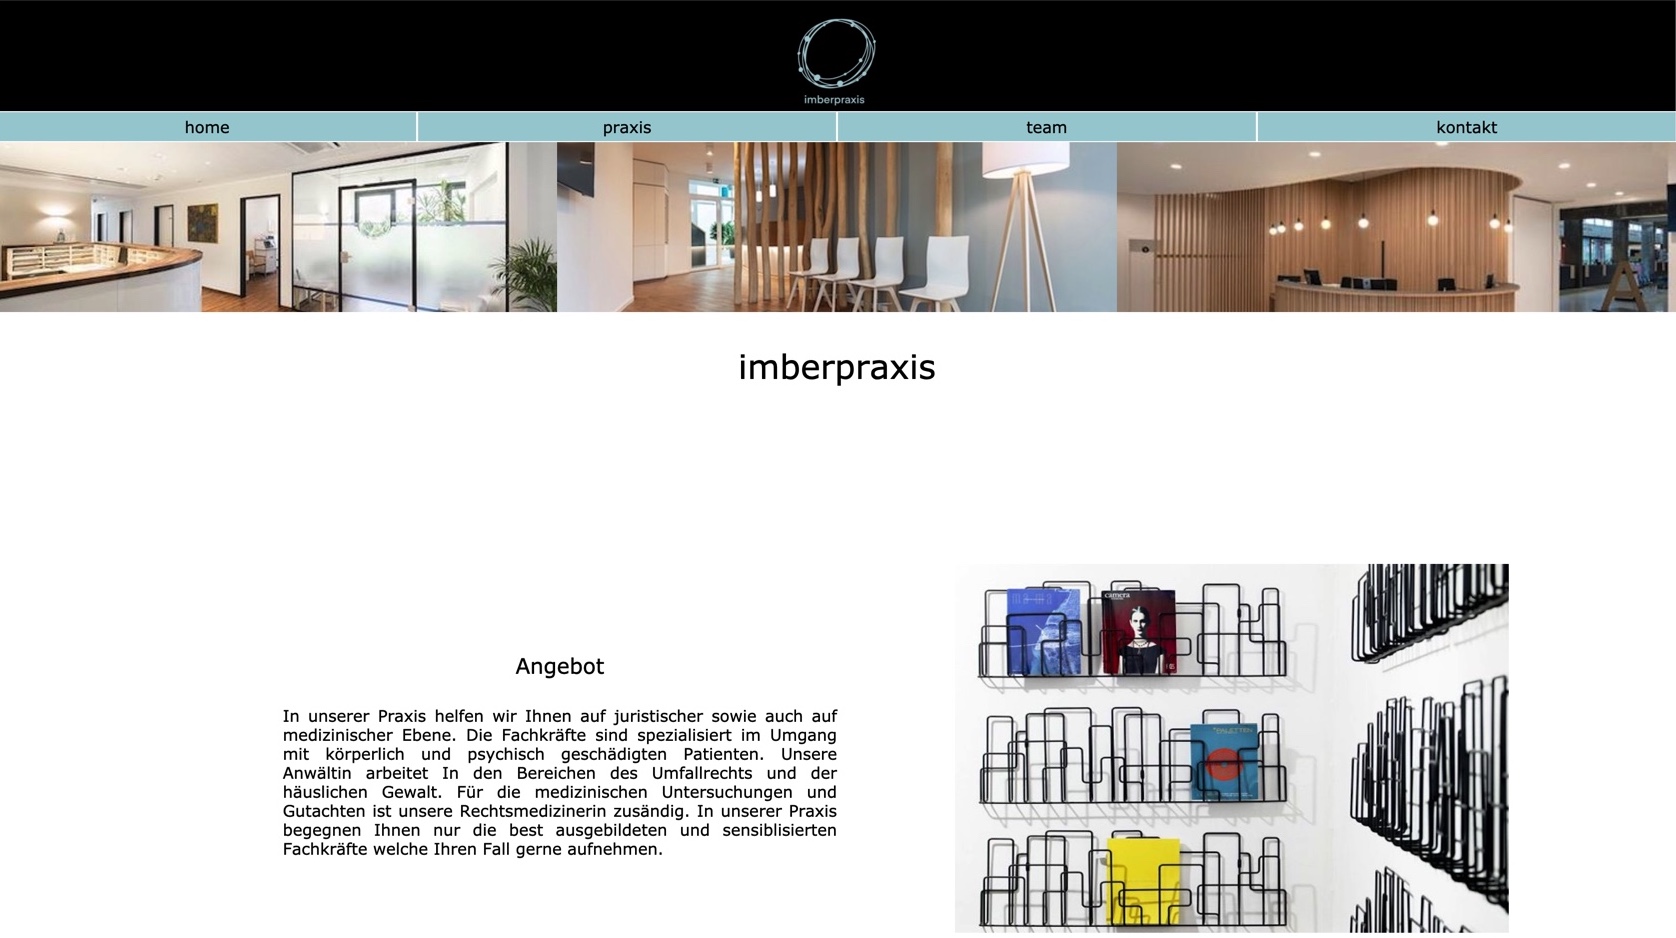 imberpraxis
home praxis team kontakt
imberpraxis
Angebot
In unserer Praxis helfen wir Ihnen auf juristischer sowie auch auf
medizinischer Ebene. Die Fachkräfte sind spezialisiert im Umgang
mit körperlich und psychisch geschädigten Patienten. Unsere
Anwältin arbeitet In den Bereichen des Umfallrechts und der
häuslichen Gewalt. Für die medizinischen Untersuchungen und
Gutachten ist unsere Rechtsmedizinerin zusändig. In unserer Praxis
begegnen Ihnen nur die best ausgebildeten und sensiblisierten
Fachkräfte welche Ihren Fall gerne aufnehmen.
camera
PALETTEN